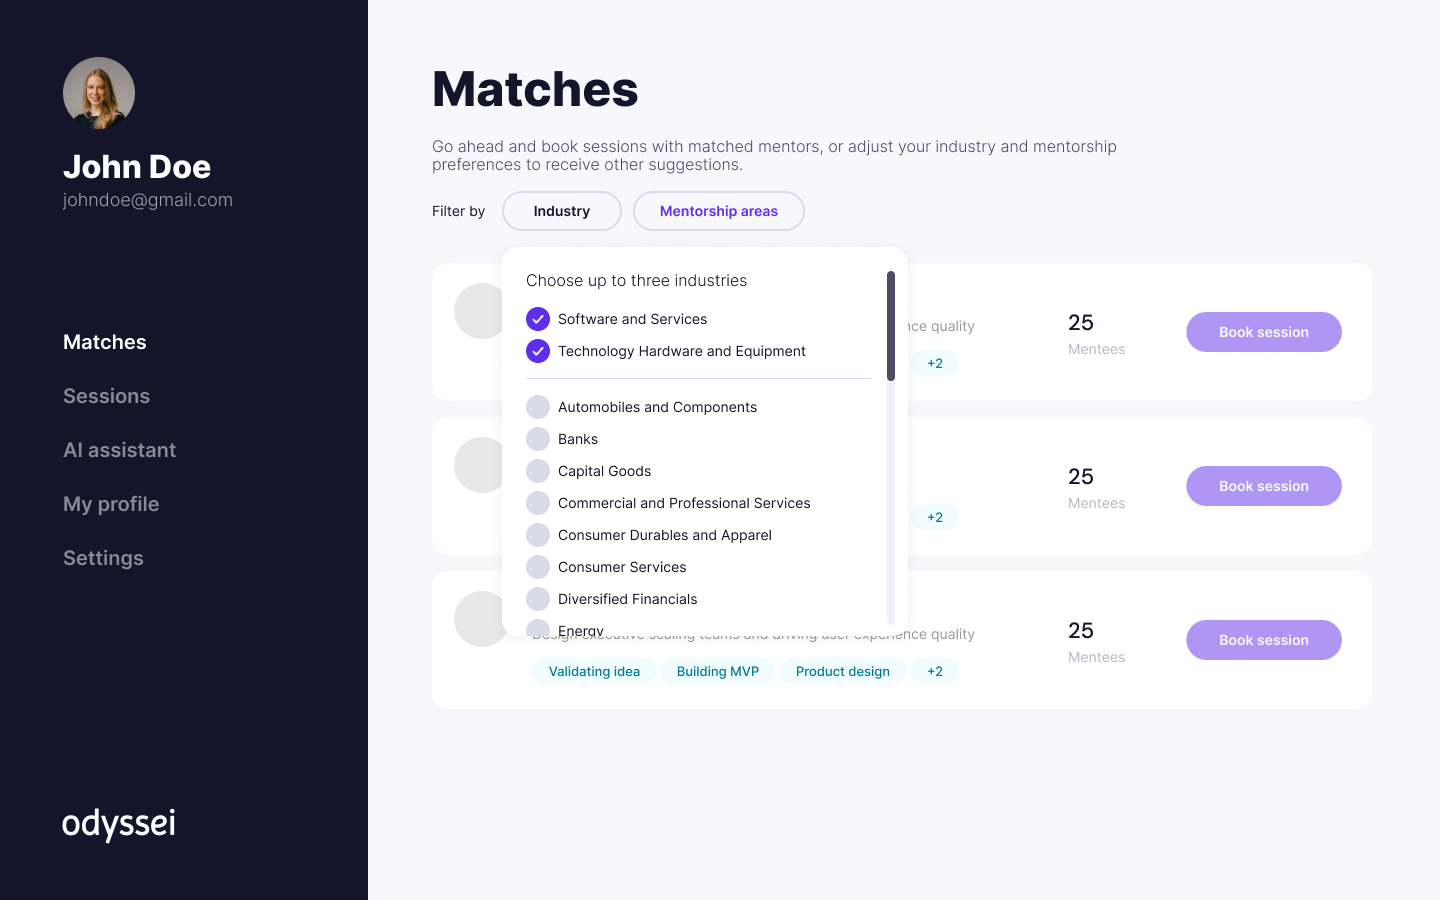 John Doe
johndoe@gmail.com
Matches
Sessions
AI assistant
My profile
Settings
odyssei
Matches
Go ahead and book sessions with matched mentors, or adjust your industry and mentorship
preferences to receive other suggestions.
Filter by
Industry
Mentorship areas
Choose up to three industries
Software and Services
Technology Hardware and Equipment
Automobiles and Components
Banks
Capital Goods
Commercial and Professional Services
Consumer Durables and Apparel
Consumer Services
Diversified Financials
Energy
quality
+2
25
Mentees
Book session
+2
25
Mentees
Book session
Design executive scaling teams and driving user experience quality
Validating idea
Building MVP
Product design
+2
25
Mentees
Book session